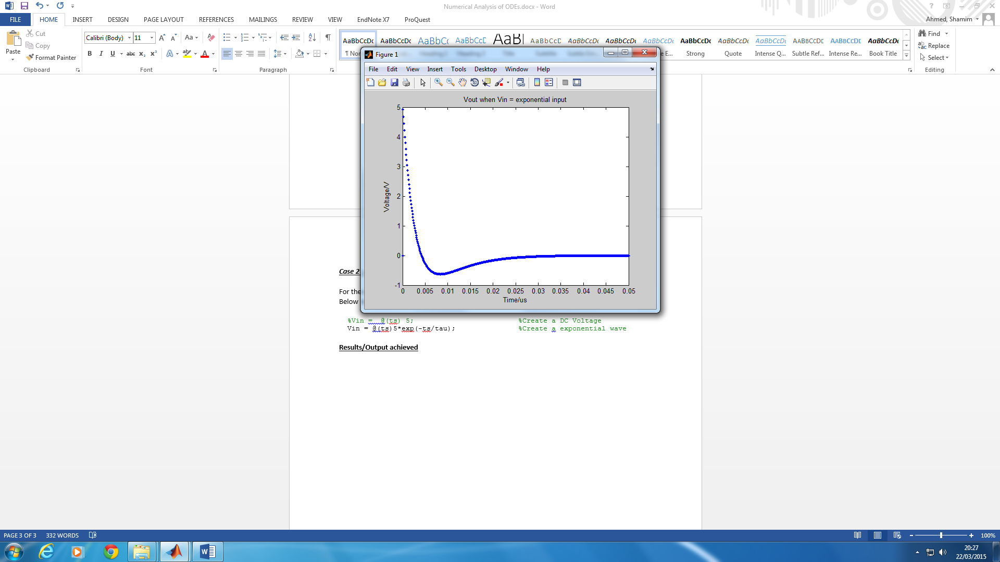 Numerical Analysis of ODEs.docx - Word
FILE HOME INSERT DESIGN PAGE LAYOUT REFERENCES MAILINGS REVIEW VIEW EndNote X7 ProQuest
Ahmed, Shamim
Paste
Cut
Copy
Format Painter
Clipboard
Calibri (Body) 11
Font
Paragraph
AaBbCcDc AaBbCcDc AaBbCc AaBbCcC AaBl AaBbCcD AaBbCcDc AaBbCcDc AaBbCcDc AaBbCcDc AaBbCcDc AaBbCcDc AABBCCDE AABBCCDE AaBbCcDc
¶ Nor
E... Strong Quote Intense Q... Subtle Ref... Intense Re... Book Title
Find
Replace
Select
Editing
Figure 1
File Edit View Insert Tools Desktop Window Help
Vout when Vin = exponential input
Voltage/V
5
4
3
2
1
0
-1
0 0.005 0.01 0.015 0.02 0.025 0.03 0.035 0.04 0.045 0.05
Time/us
Case 2
For the
Below
%Vin = @(ts) 5; %Create a DC Voltage
Vin = @(ts)5*exp(-ts/tau); %Create a exponential wave
Results/Output achieved
PAGE 3 OF 3 332 WORDS
100%
20:27
22/03/2015